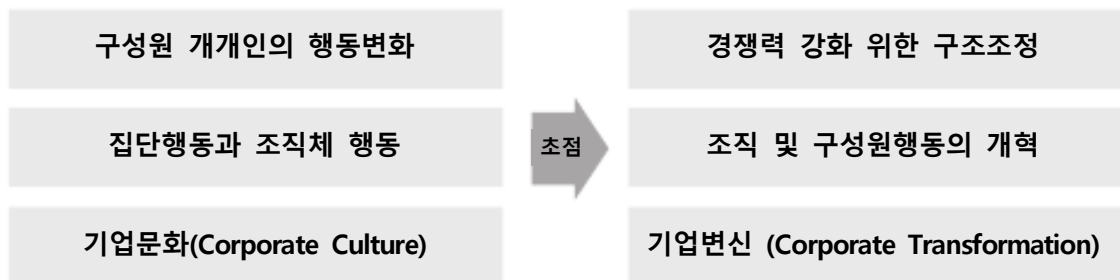 구성원 개개인의 행동변화
집단행동과 조직체 행동
기업문화(Corporate Culture)
초점
경쟁력 강화 위한 구조조정
조직 및 구성원행동의 개혁
기업변신 (Corporate Transformation)